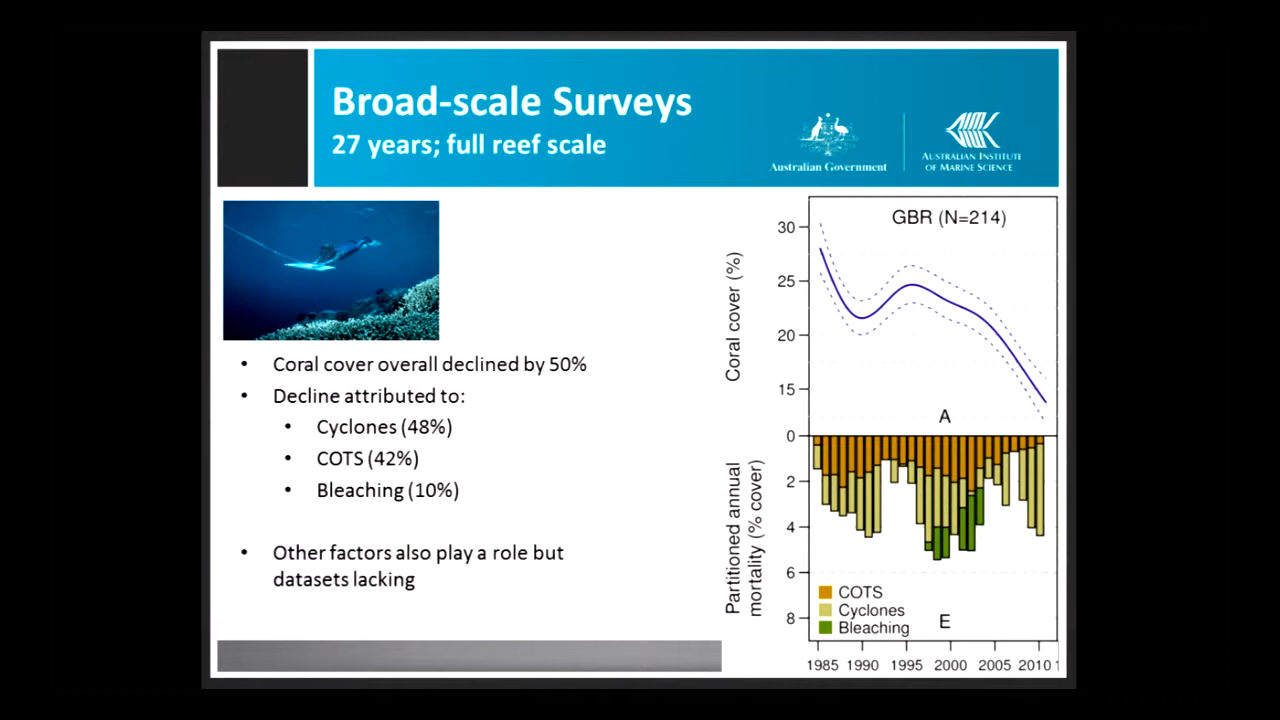 Broad-scale Surveys
27 years; full reef scale
Australian Government
AUSTRALIAN INSTITUTE
OF MARINE SCIENCE
• Coral cover overall declined by 50%
• Decline attributed to:
• Cyclones (48%)
• COTS (42%)
• Bleaching (10%)
• Other factors also play a role but
datasets lacking
GBR (N=214)
Coral cover (%)
30
25
20
15
A
Partitioned annual
mortality (% cover)
0
2
4
6
8
COTS
Cyclones
Bleaching
E
1985 1990 1995 2000 2005 2010